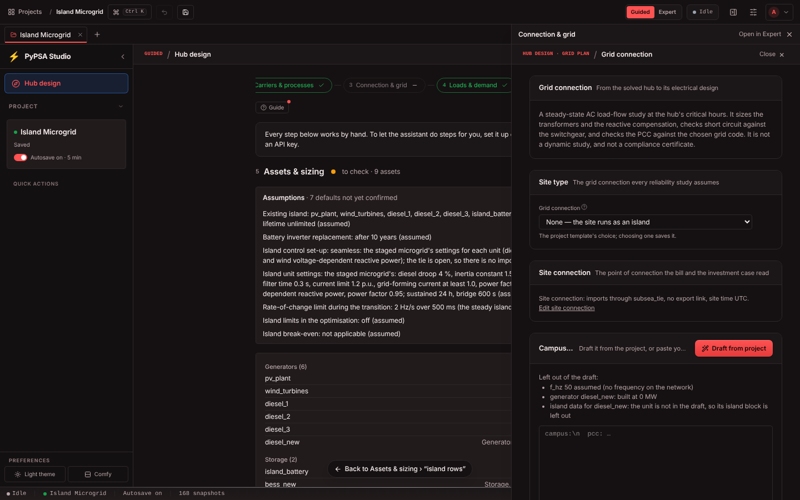 Projects / Island Microgrid
Ctrl K
Guided
Expert
Idle
A
Island Microgrid
PyPSA Studio
Hub design
PROJECT
Island Microgrid
Saved
Autosave on · 5 min
QUICK ACTIONS
PREFERENCES
Light theme
Comfy
Idle
Island Microgrid
Autosave on · 168 snapshots
GUIDED / Hub design
Carriers & processes
3 Connection & grid
4 Loads & demand
Guide
Every step below works by hand. To let the assistant do steps for you, set it up
an API key.
Assets & sizing
to check · 9 assets
Assumptions · 7 defaults not yet confirmed
Existing island: pv_plant, wind_turbines, diesel_1, diesel_2, diesel_3, island_batter
lifetime unlimited (assumed)
Battery inverter replacement: after 10 years (assumed)
Island control set-up: seamless: the staged microgrid's settings for each unit (di
and wind voltage-dependent reactive power); the tie is open, so there is no impo
Island unit settings: the staged microgrid's: diesel droop 4 %, inertia constant 1.5
filter time 0.3 s, current limit 1.2 p.u., grid-forming current at least 1.0, power fact
dependent reactive power, power factor 0.95; sustained 24 h, bridge 600 s (ass
Rate-of-change limit during the transition: 2 Hz/s over 500 ms (the steady island
Island limits in the optimisation: off (assumed)
Island break-even: not applicable (assumed)
Generators (6)
pv_plant
wind_turbines
diesel_1
diesel_2
diesel_3
diesel_new
Generato
Storage (2)
island_battery
bess_new
Storage
Back to Assets & sizing › "island rows"
Connection & grid
Open in Expert
HUB DESIGN · GRID PLAN / Grid connection
Close
Grid connection From the solved hub to its electrical design
A steady-state AC load-flow study at the hub's critical hours. It sizes the
transformers and the reactive compensation, checks short circuit against
the switchgear, and checks the PCC against the chosen grid code. It is not
a dynamic study, and not a compliance certificate.
Site type The grid connection every reliability study assumes
Grid connection
None — the site runs as an island
The project template's choice; choosing one saves it.
Site connection The point of connection the bill and the investment case read
Site connection: imports through subsea_tie, no export link, site time UTC.
Edit site connection
Campus... Draft it from the project, or paste yo...
Draft from project
Left out of the draft:
f_hz 50 assumed (no frequency on the network)
generator diesel_new: built at 0 MW
island data for diesel_new: the unit is not in the draft, so its island block is
left out
campus:\n pcc: …